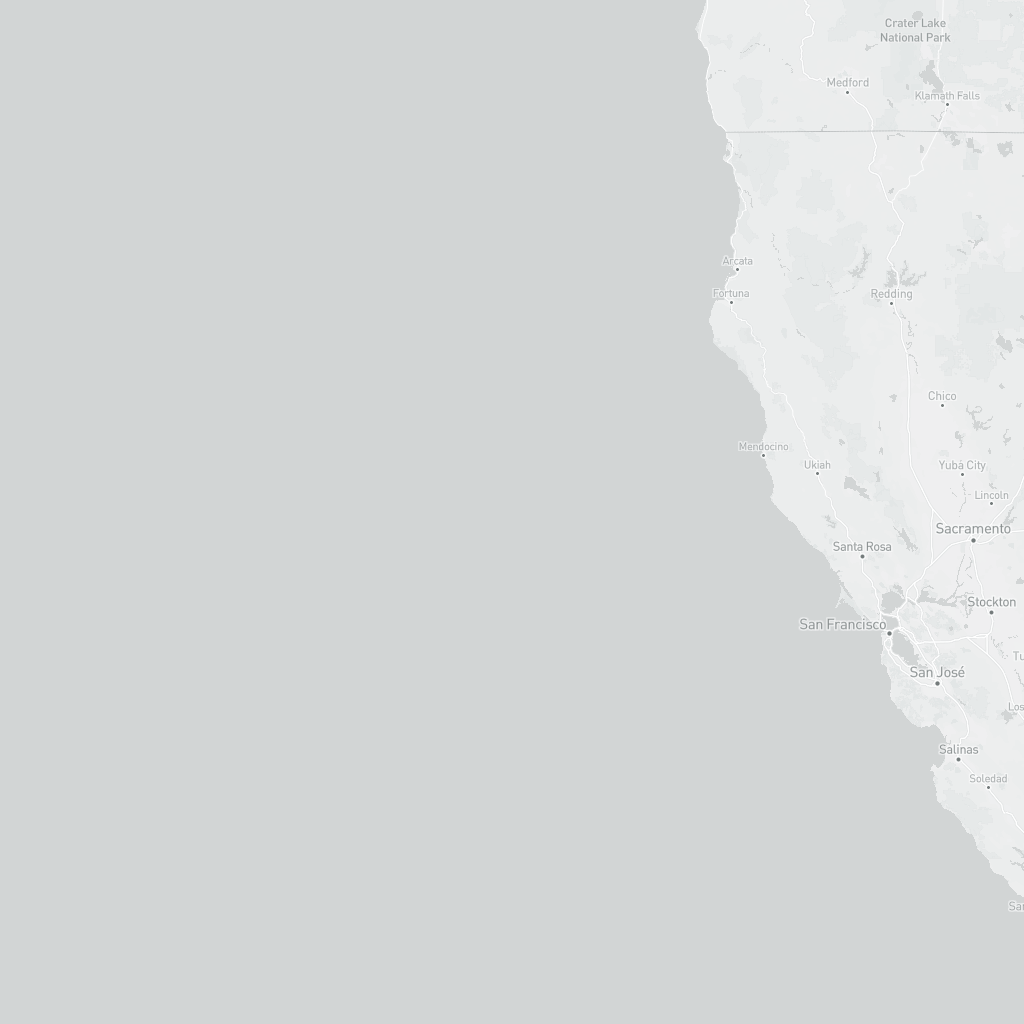 Crater Lake
National Park
Medford
Klamath Falls
Arcata
Fortuna
Redding
Chico
Mendocino
Ukiah
Yuba City
Lincoln
Sacramento
Santa Rosa
Stockton
San Francisco
Tu
San José
Los
Salinas
Soledad
Sar